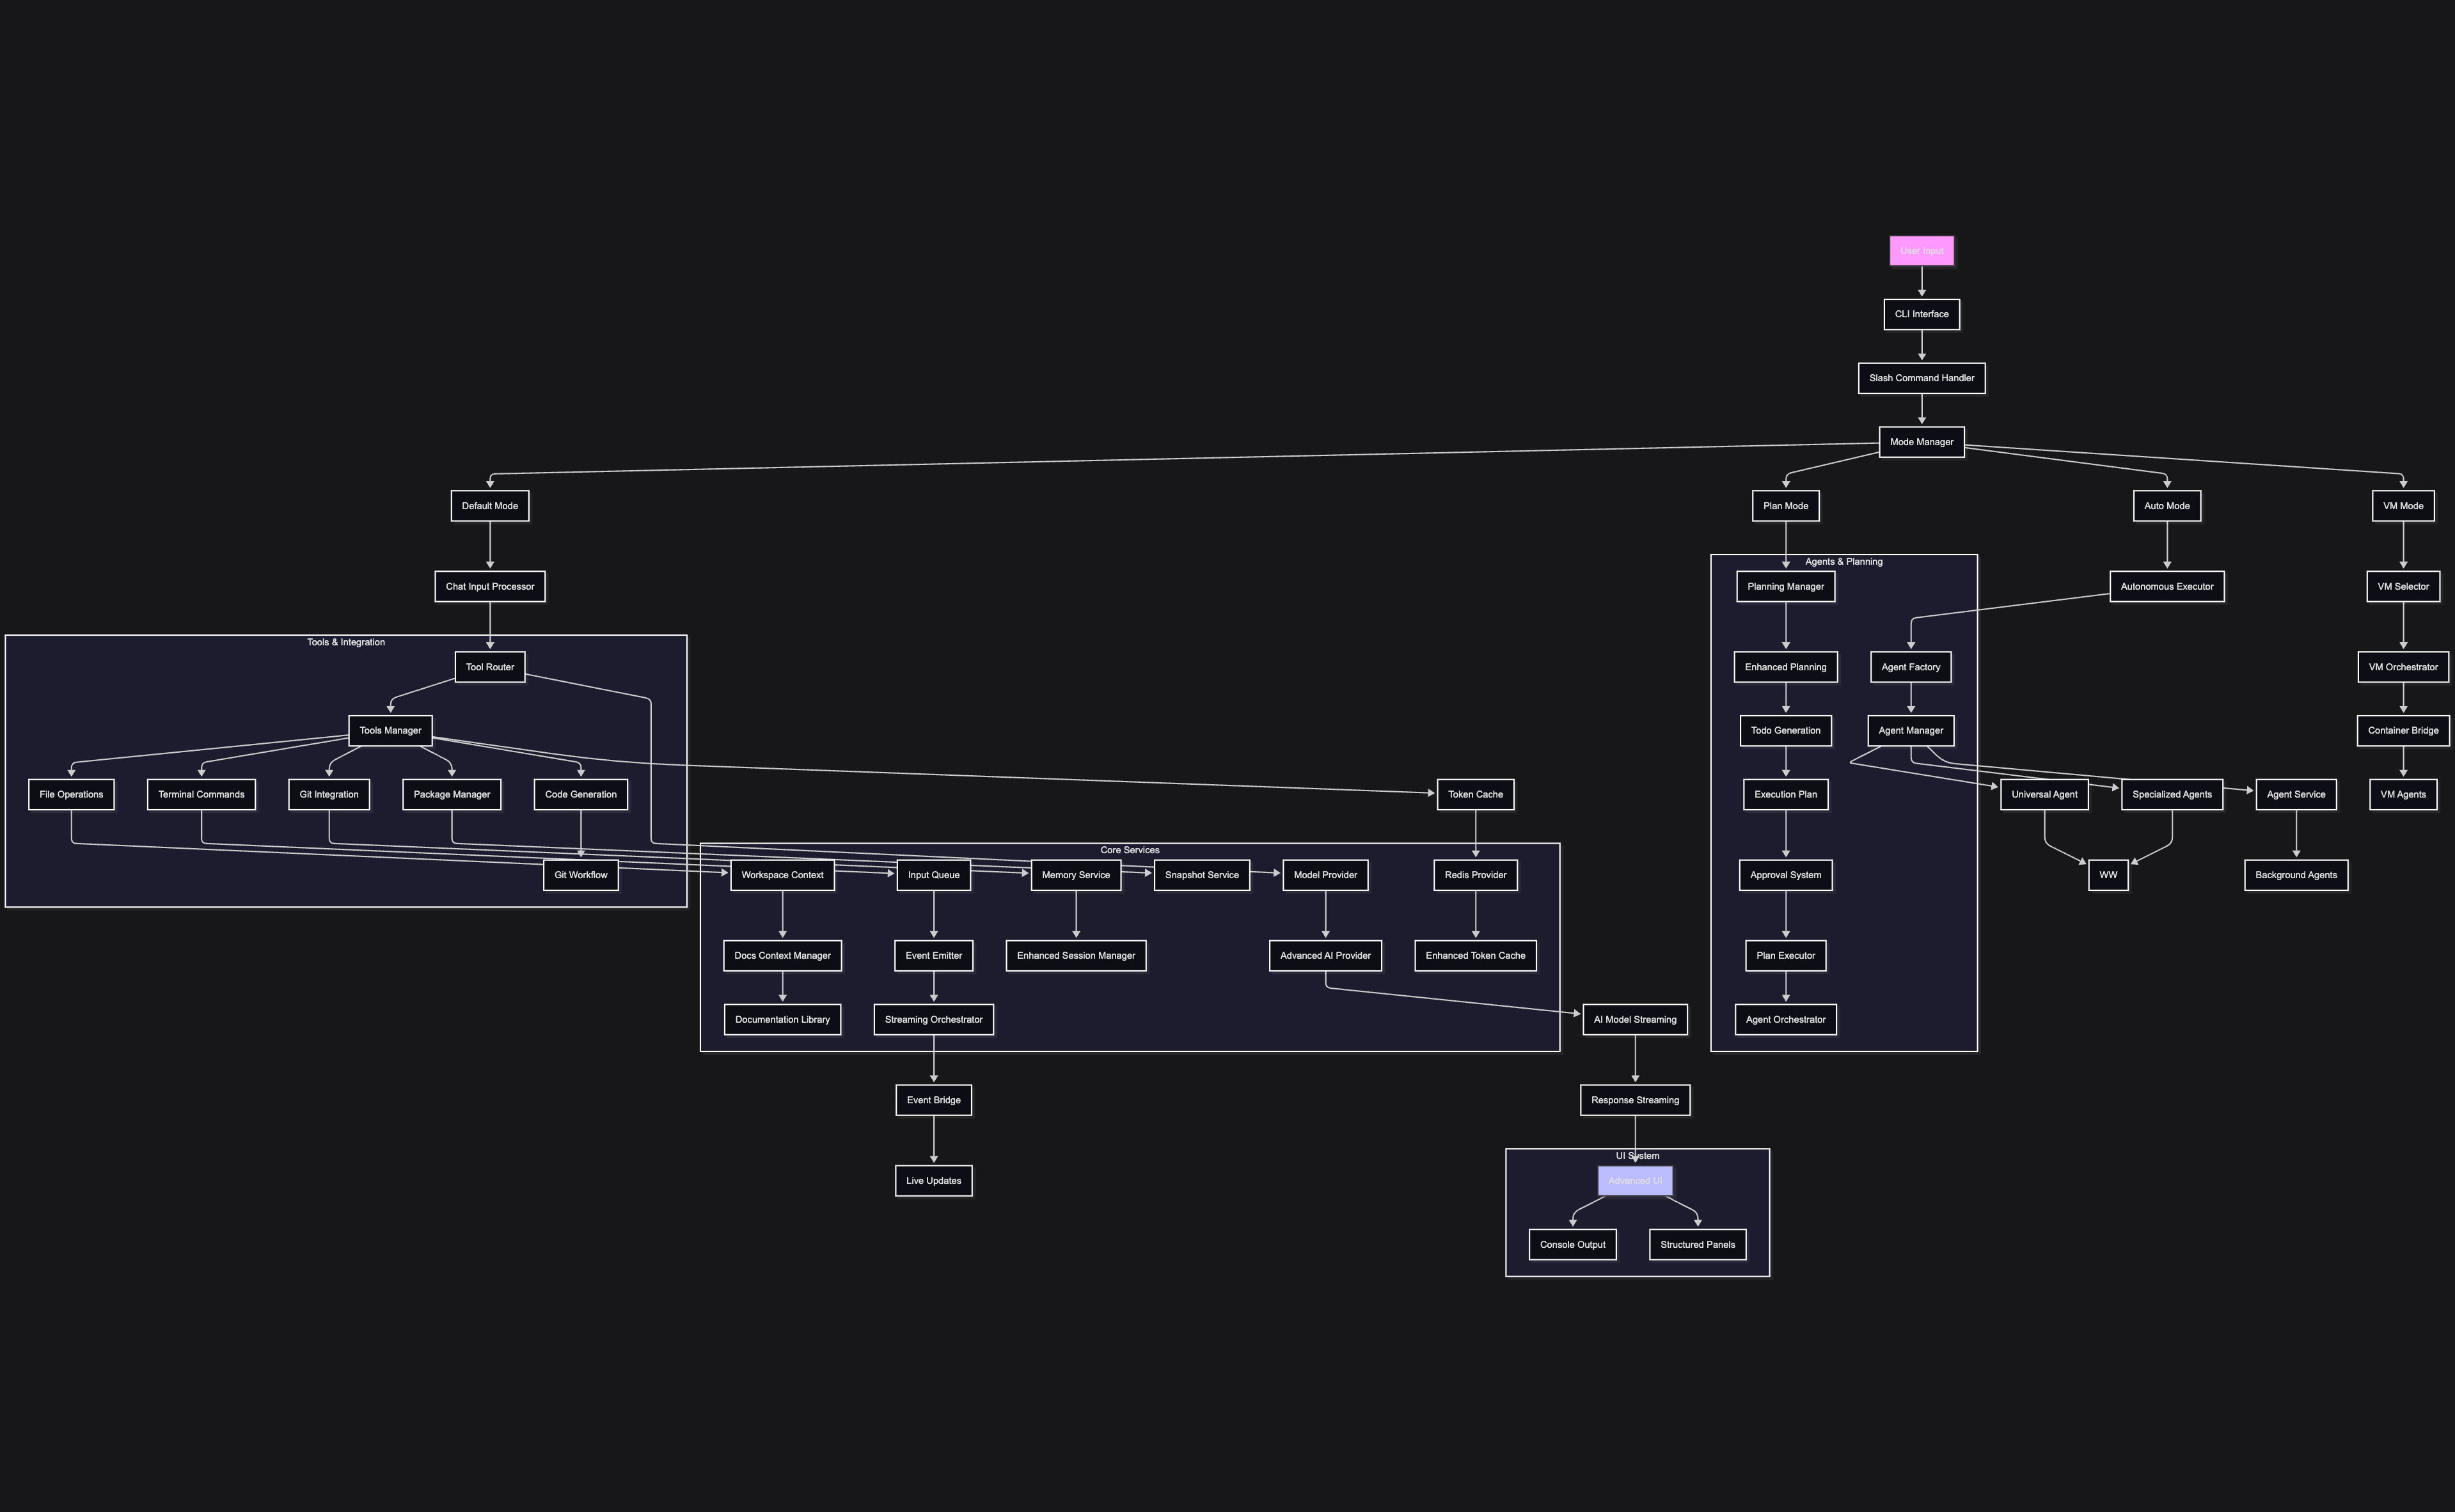 User Input
CLI Interface
Slash Command Handler
Mode Manager
Default Mode
Plan Mode
Auto Mode
VM Mode
Agents & Planning
Chat Input Processor
Planning Manager
Autonomous Executor
VM Selector
Tools & Integration
Tool Router
Enhanced Planning
Agent Factory
VM Orchestrator
Tools Manager
Todo Generation
Agent Manager
Container Bridge
File Operations
Terminal Commands
Git Integration
Package Manager
Code Generation
Token Cache
Execution Plan
Universal Agent
Specialized Agents
Agent Service
VM Agents
Core Services
Git Workflow
Workspace Context
Input Queue
Memory Service
Snapshot Service
Model Provider
Redis Provider
Approval System
WW
Background Agents
Docs Context Manager
Event Emitter
Enhanced Session Manager
Advanced AI Provider
Enhanced Token Cache
Plan Executor
Documentation Library
Streaming Orchestrator
AI Model Streaming
Agent Orchestrator
Event Bridge
Response Streaming
UI System
Live Updates
Advanced UI
Console Output
Structured Panels